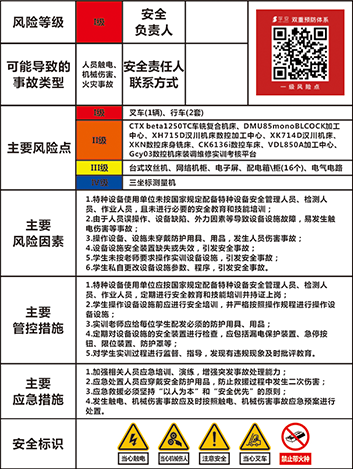 风险等级
Ⅰ级
安全
负责人
双重预防体系
一级风险点
可能导致的
事故类型
人员触电、
机械伤害、
火灾事故
安全责任人
联系方式
主要风险点
Ⅰ级
叉车(1辆)、行车(2套)
Ⅱ级
CTX beta1250TC车铣复合机床、DMU85monoBLCOCK加工
中心、XH715D汉川机床数控加工中心、XK714D汉川机床、
XKN数控床身铣床、CK6136i数控车床、VDL850A加工中心、
Gcy03数控机床装调维修实训考核平台
Ⅲ级
台式攻丝机、网络机柜、电子屏、配电箱\柜(16个)、电气电路
Ⅳ级
三坐标测量机
主要
风险因素
1.特种设备使用单位未按国家规定配备特种设备安全管理人员、检测人
员、作业人员，且未进行必要的安全教育和技能培训；
2.由于人员误操作、设备缺陷、外力因素等导致设备设施故障，易发生触
电伤害等事故；
3.操作设备、设施未穿戴防护用具、用品，发生人员伤害事故；
4.设备设施安全装置缺失或失效，引发安全事故；
5.学生未按老师要求操作实训设备设施，引发安全事故；
6.学生私自更改设备设施参数、程序，引发安全事故。
主要
管控措施
1.特种设备使用单位应按国家规定配备特种设备安全管理人员、检测人
员、作业人员，定期进行安全教育和技能培训并持证上岗；
2.学生操作设备设施前应进行安全培训，并严格按照操作规程进行操作设
备设施；
3.实训老师应给每位学生配发必须的防护用具、用品；
4.定期对设备设施的安全装置进行检查，应包括漏电保护装置、急停按
钮、限位装置、防护罩等；
5.对学生实训过程进行监督、指导，发现有违规现象及时批评教育。
主要
应急措施
1.加强相关人员应急培训、演练，增强突发事故处理能力；
2.应急处置人员应穿戴安全防护用品，防止救援过程中发生二次伤害；
3.应急救援必须坚持“以人为本”和“安全优先”的原则；
4.发生触电、机械伤害事故应及时按照触电、机械伤害事故应急预案进行
处置。
安全标识
当心触电
当心机械伤人
注意安全
当心叉车
禁止带火种